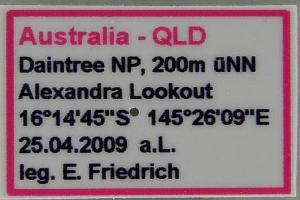 Australia - QLD
Daintree NP, 200m üNN
Alexandra Lookout
16°14'45"S 145°26'09"E
25.04.2009 a.L.
leg. E. Friedrich